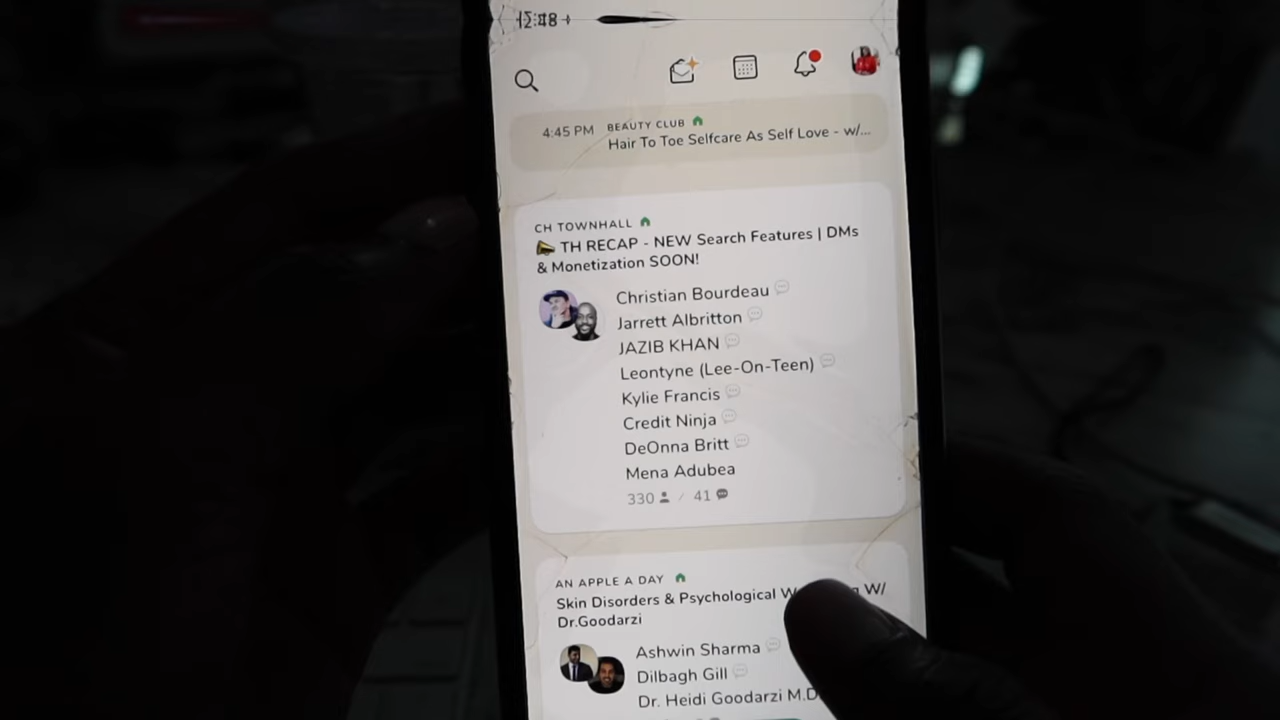 12:48
4:45 PM BEAUTY CLUB
Hair To Toe Selfcare As Self Love - w/...
CH TOWNHALL
TH RECAP - NEW Search Features | DMs
& Monetization SOON!
Christian Bourdeau
Jarrett Albritton
JAZIB KHAN
Leontyne (Lee-On-Teen)
Kylie Francis
Credit Ninja
DeOnna Britt
Mena Adubea
330 / 41
AN APPLE A DAY
Skin Disorders & Psychological W/
Dr.Goodarzi
Ashwin Sharma
Dilbagh Gill
Dr. Heidi Goodarzi M.D